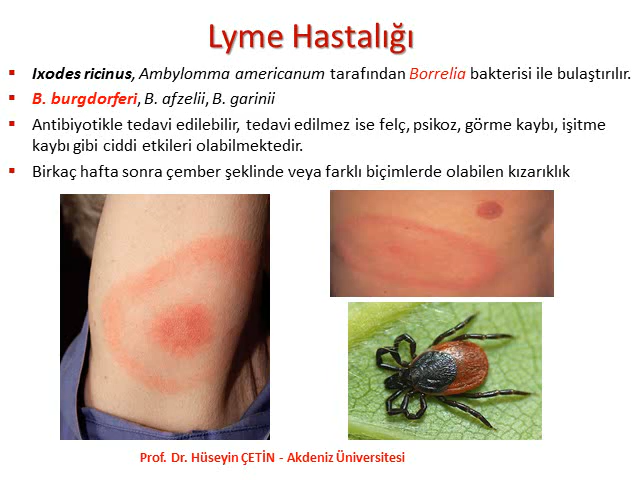 Lyme Hastalığı
Ixodes ricinus, Ambylomma americanum tarafından Borrelia bakterisi ile bulaştırılır.
B. burgdorferi, B. afzelii, B. garinii
Antibiyotikle tedavi edilebilir, tedavi edilmez ise felç, psikoz, görme kaybı, işitme
kaybı gibi ciddi etkileri olabilmektedir.
Birkaç hafta sonra çember şeklinde veya farklı biçimlerde olabilen kızarıklık
Prof. Dr. Hüseyin ÇETİN - Akdeniz Üniversitesi